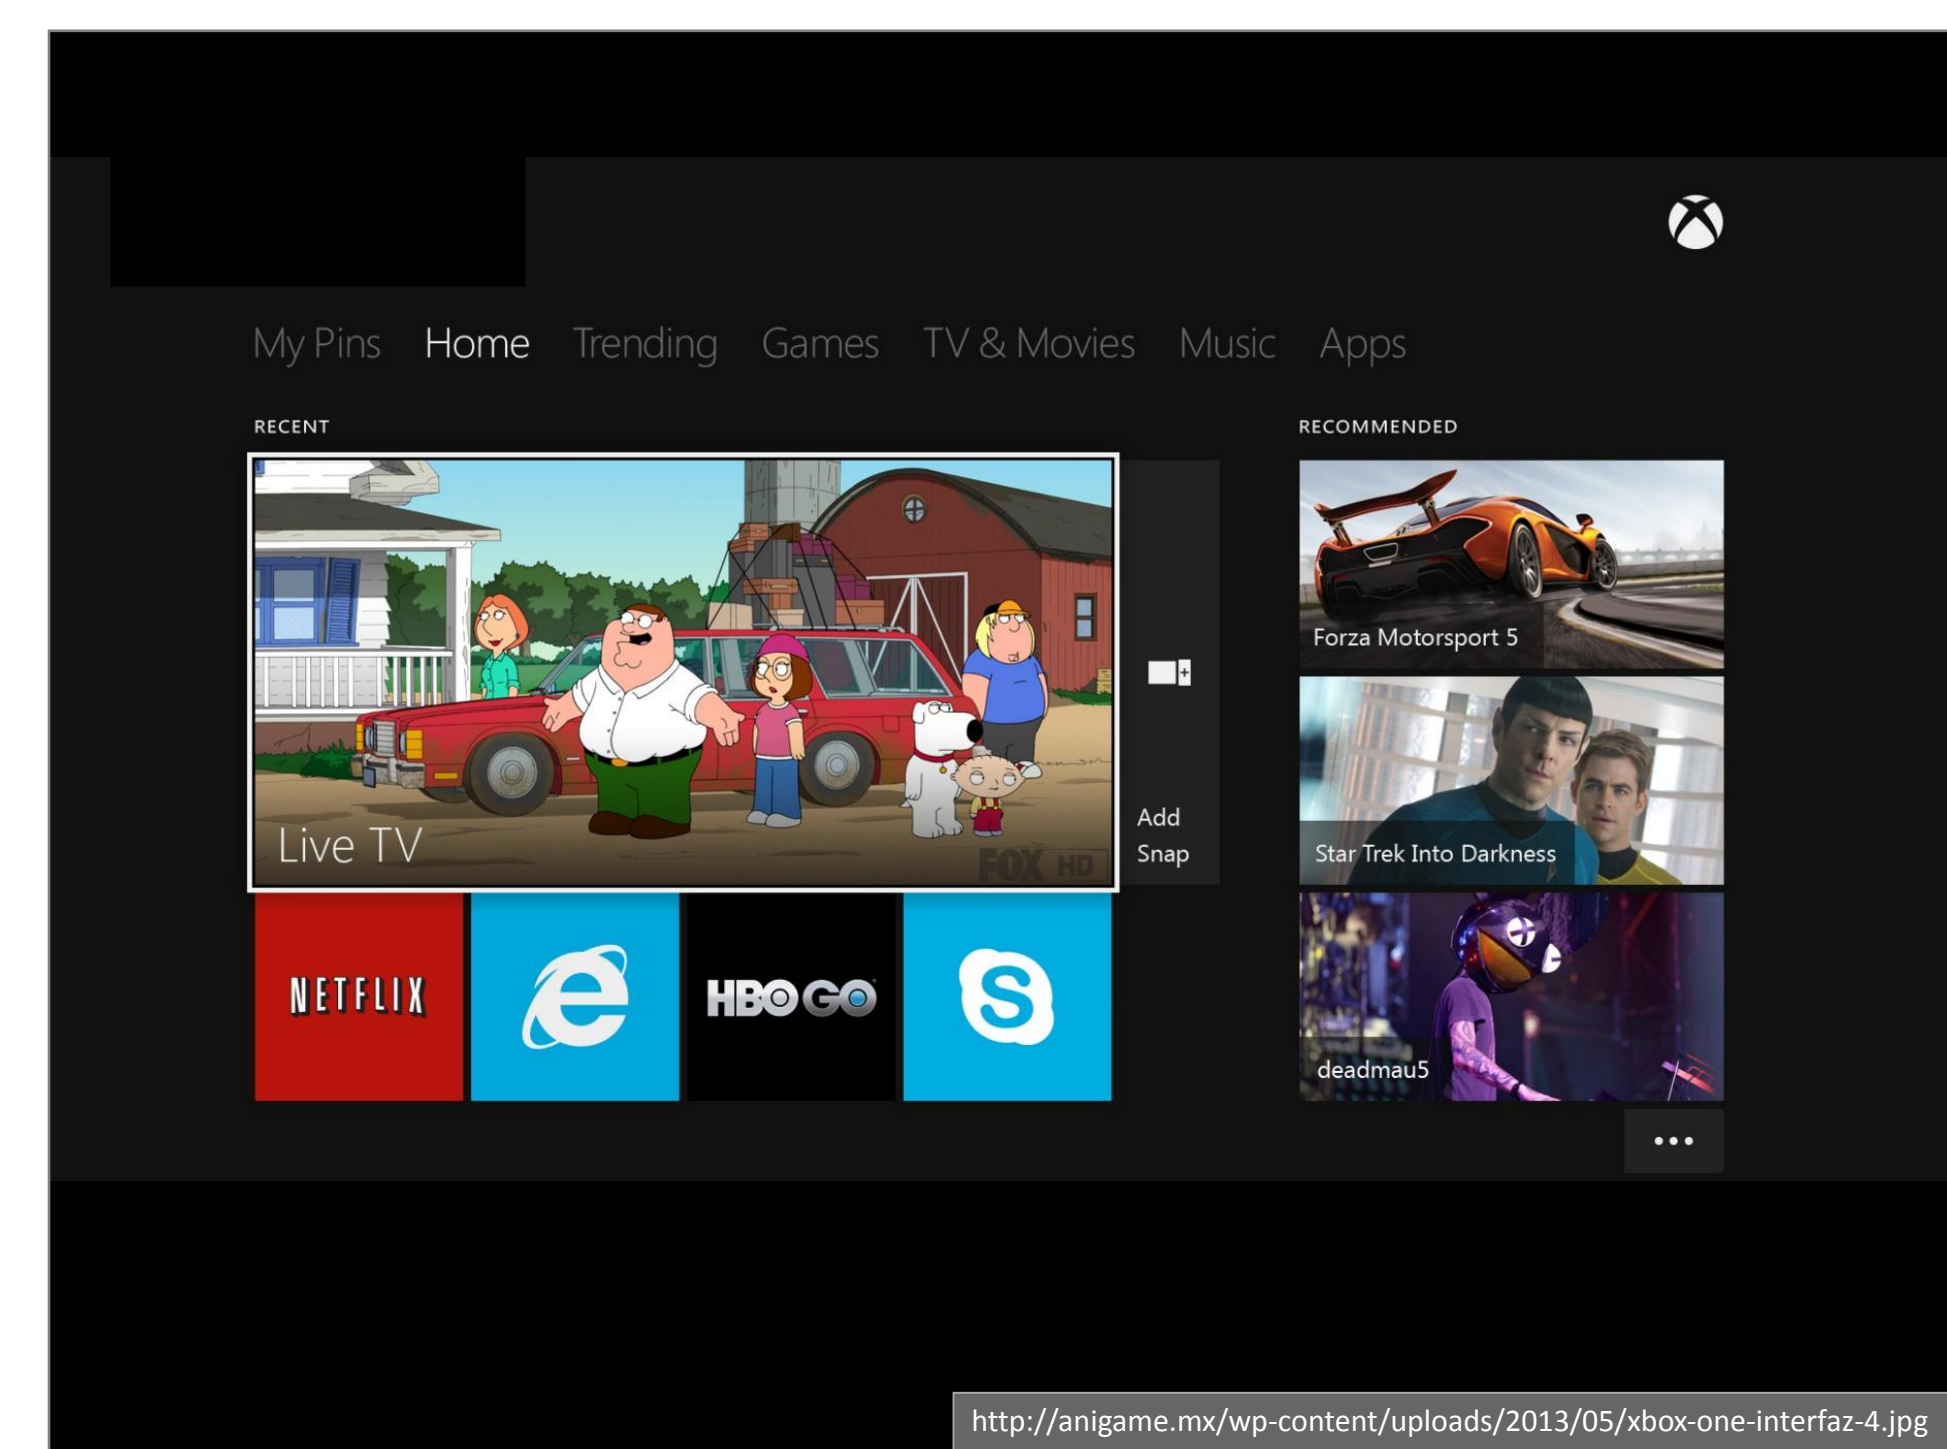 My Pins Home Trending Games TV & Movies Music Apps
RECENT
RECOMMENDED
Live TV
FOX HD
Add
Snap
Forza Motorsport 5
Star Trek Into Darkness
deadmau5
NETFLIX
HBO GO
http://anigame.mx/wp-content/uploads/2013/05/xbox-one-interfaz-4.jpg